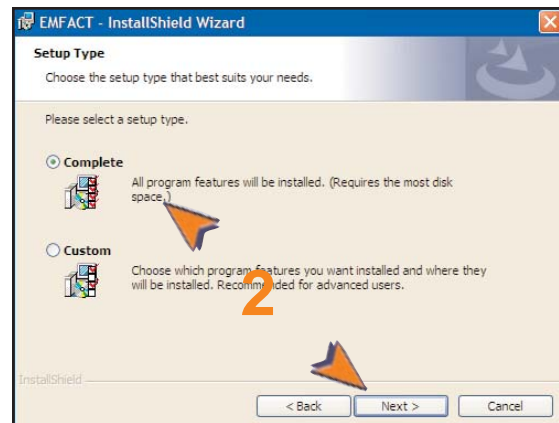 EMFACT - InstallShield Wizard
Setup Type
Choose the setup type that best suits your needs.
Please select a setup type.
Complete
All program features will be installed. (Requires the most disk
space.)
Custom
Choose which program features you want installed and where they
will be installed. Recommended for advanced users.
2
InstallShield
< Back Next > Cancel